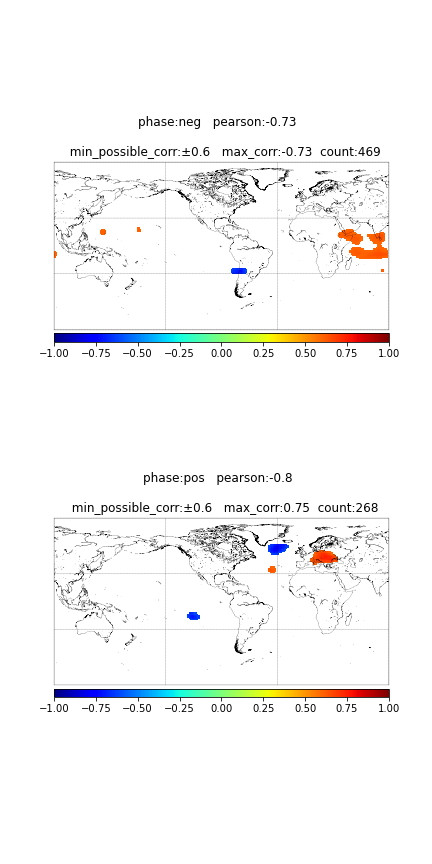 phase:neg   pearson:-0.73
min_possible_corr:±0.6   max_corr:-0.73  count:469
−1.00 −0.75 −0.50 −0.25 0.00 0.25 0.50 0.75 1.00
phase:pos   pearson:-0.8
min_possible_corr:±0.6   max_corr:0.75  count:268
−1.00 −0.75 −0.50 −0.25 0.00 0.25 0.50 0.75 1.00